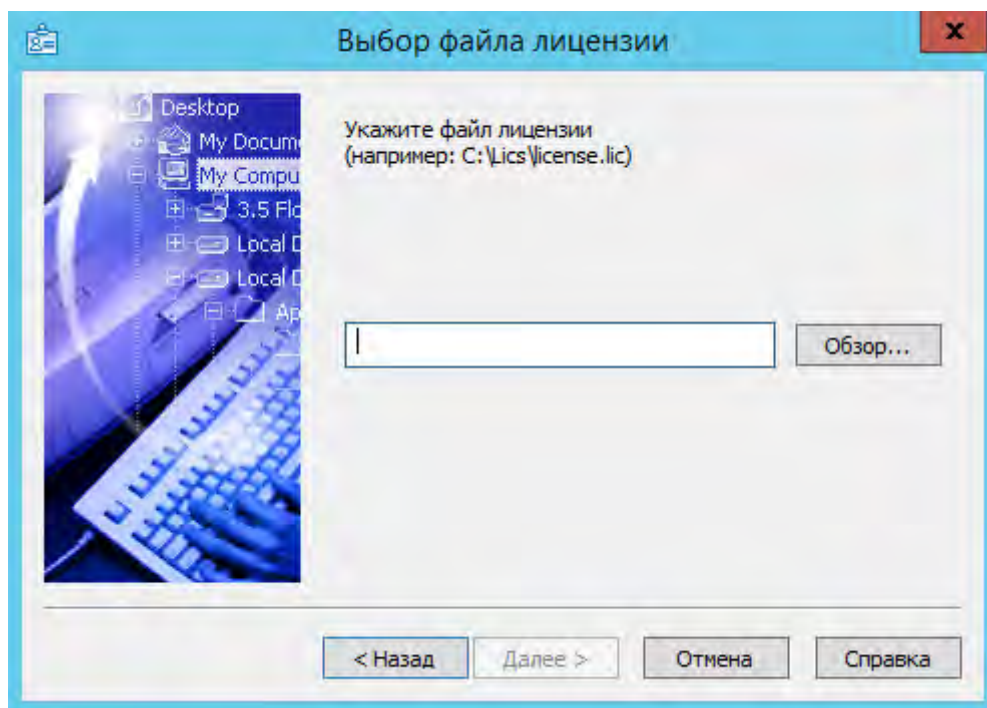 Выбор файла лицензии
Desktop
My Docum
My Compu
3.5 Flo
Local D
Local D
Ap
Укажите файл лицензии
(например: C:\Lics\license.lic)
Обзор...
< Назад
Далее >
Отмена
Справка